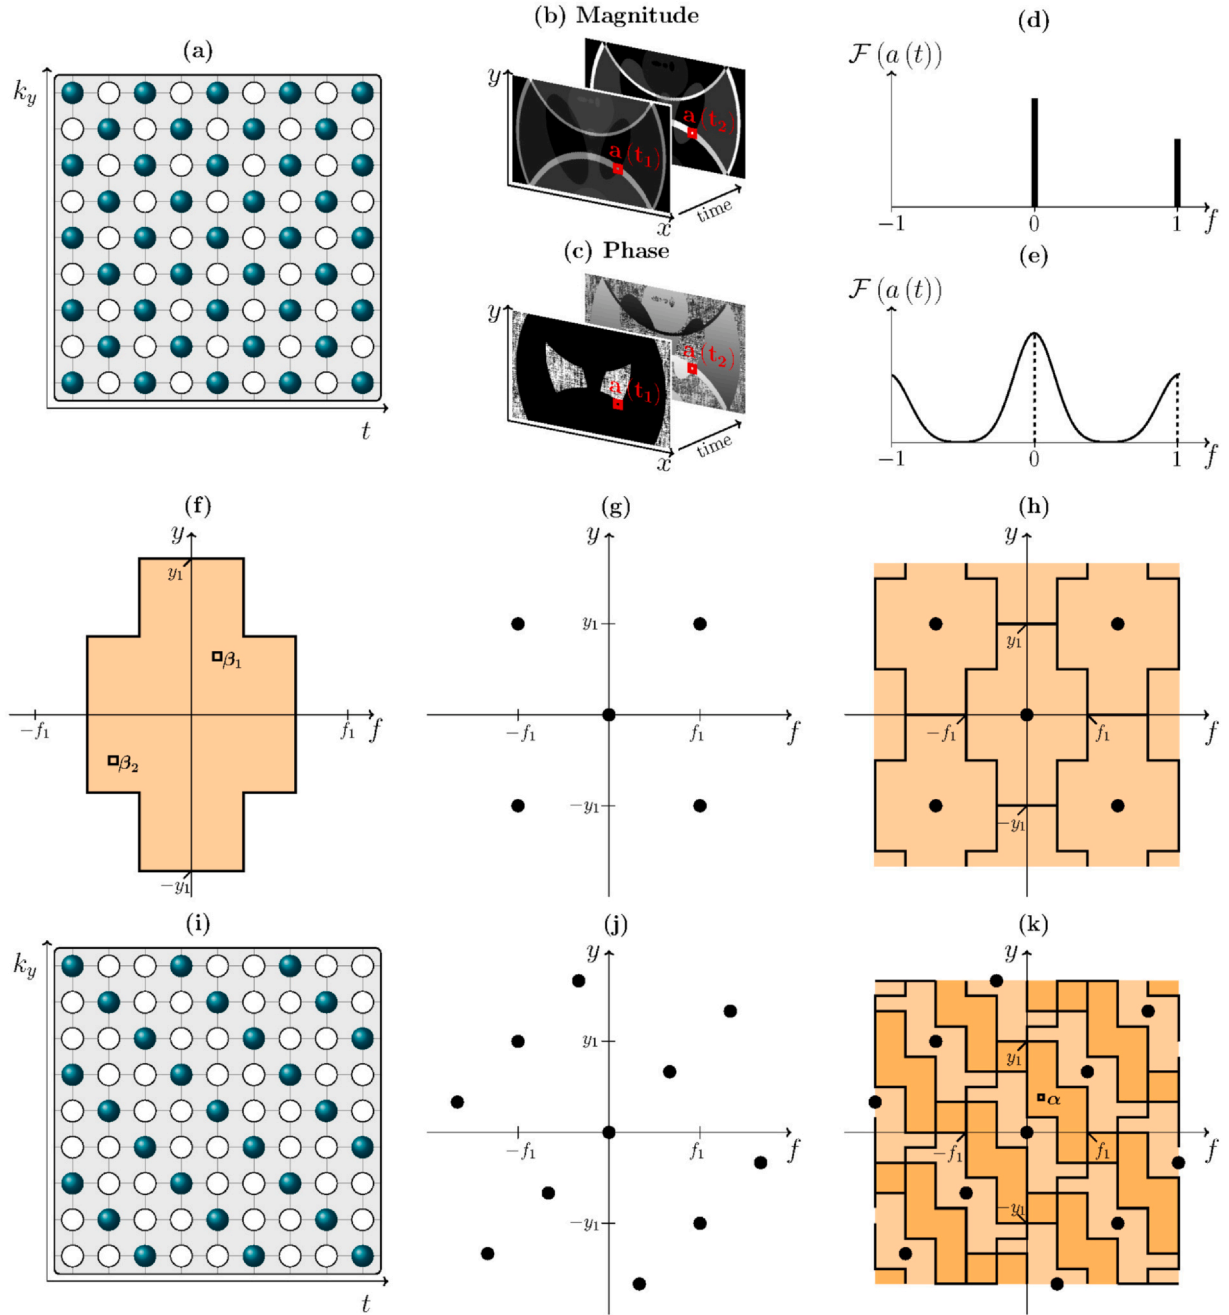 (a)
k_y
t
(b) Magnitude
y
a (t₁)
a (t₂)
x
time
(c) Phase
y
a (t₁)
a (t₂)
x
time
(d)
ℱ (a (t))
−1 0 1 f
(e)
ℱ (a (t))
−1 0 1 f
(f)
y
y₁
β₁
−f₁ f₁ f
β₂
−y₁
(g)
y
y₁
−f₁ f₁ f
−y₁
(h)
y
y₁
−f₁ f₁ f
−y₁
(i)
k_y
t
(j)
y
y₁
−f₁ f₁ f
−y₁
(k)
y
y₁
α
−f₁ f₁ f
−y₁